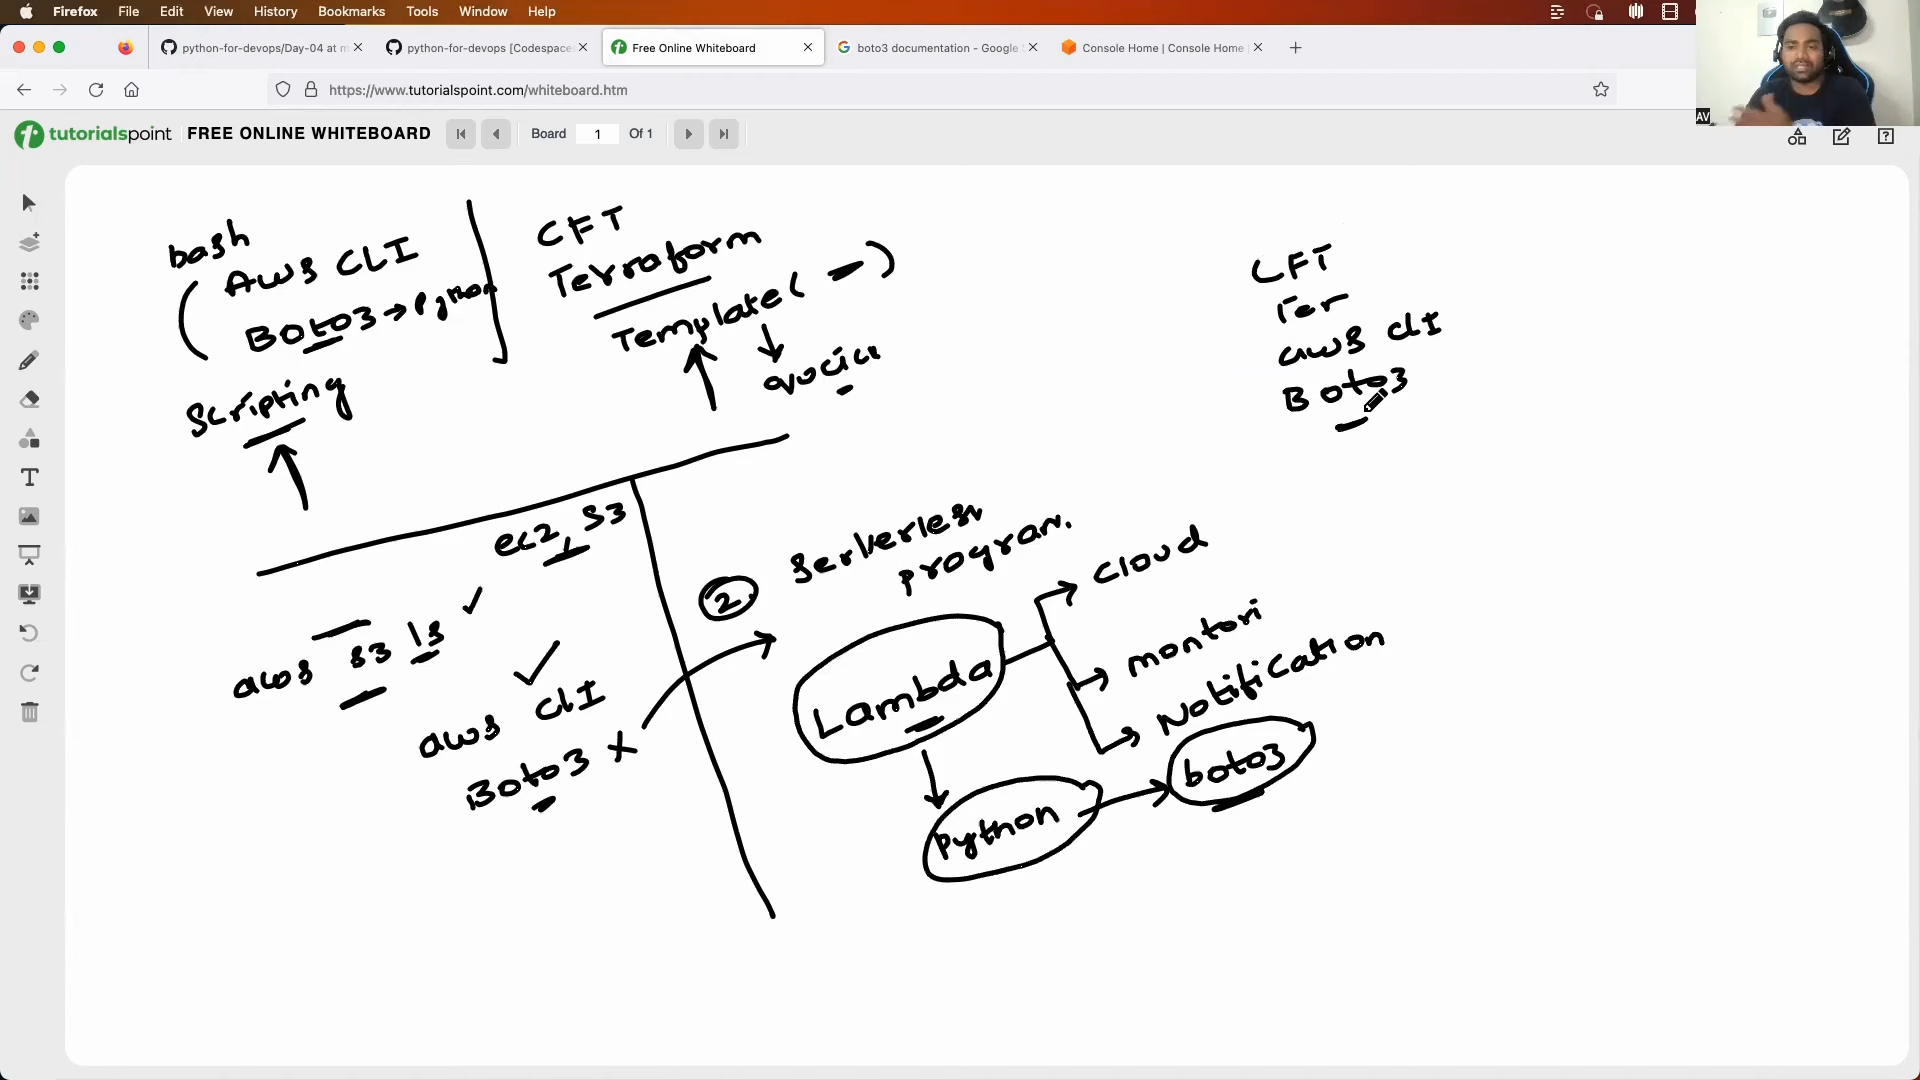 Firefox File Edit View History Bookmarks Tools Window Help
python-for-devops/Day-04 at m
python-for-devops [Codespace:
Free Online Whiteboard
boto3 documentation - Google S
Console Home | Console Home
https://www.tutorialspoint.com/whiteboard.htm
tutorialspoint FREE ONLINE WHITEBOARD Board 1 Of 1
AV
bash
AWS CLI
Boto3 → Python
Scripting
CFT
Terraform
Template ( - )
CFT
Ter
aws CLI
Boto3
ec2, S3
aws s3 ls
aws CLI
Boto3 x
2.
Serverless
program.
Lambda
Cloud
montori
Notification
Python
boto3